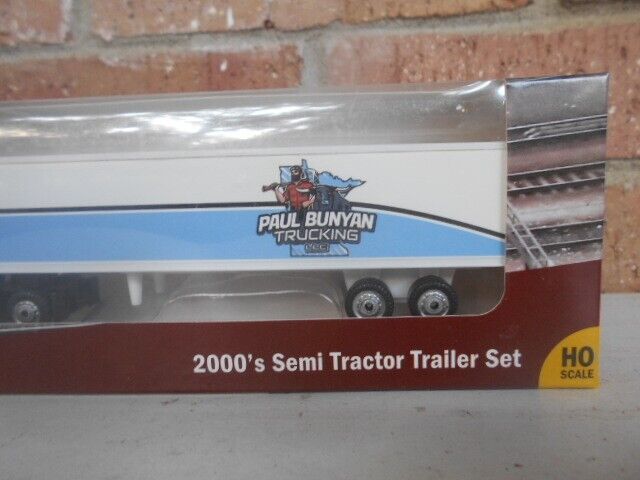 PAUL BUNYAN
TRUCKING
2000's Semi Tractor Trailer Set
HO
SCALE